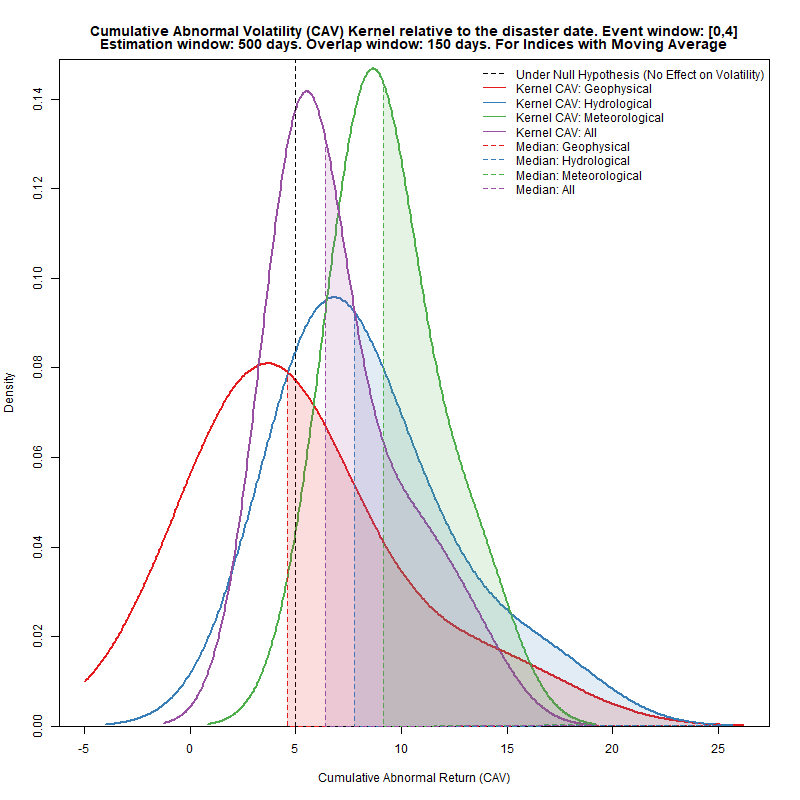 Cumulative Abnormal Volatility (CAV) Kernel relative to the disaster date. Event window: [0,4]
Estimation window: 500 days. Overlap window: 150 days. For Indices with Moving Average
Under Null Hypothesis (No Effect on Volatility)
Kernel CAV: Geophysical
Kernel CAV: Hydrological
Kernel CAV: Meteorological
Kernel CAV: All
Median: Geophysical
Median: Hydrological
Median: Meteorological
Median: All
Density
0.14
0.12
0.10
0.08
0.06
0.04
0.02
0.00
-5 0 5 10 15 20 25
Cumulative Abnormal Return (CAV)